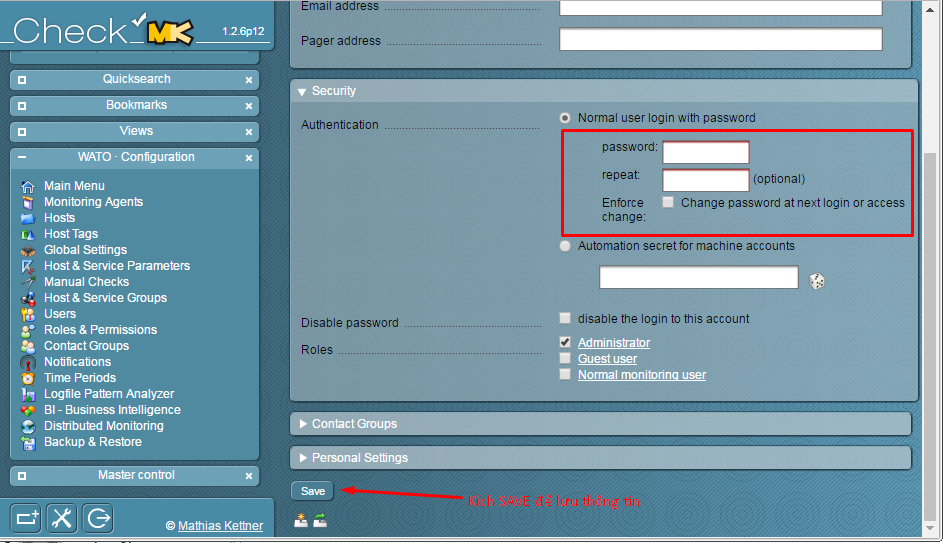 Check MK 1.2.6p12
Quicksearch
Bookmarks
Views
WATO · Configuration
Main Menu
Monitoring Agents
Hosts
Host Tags
Global Settings
Host & Service Parameters
Manual Checks
Host & Service Groups
Users
Roles & Permissions
Contact Groups
Notifications
Time Periods
Logfile Pattern Analyzer
BI - Business Intelligence
Distributed Monitoring
Backup & Restore
Master control
© Mathias Kettner
Email address
Pager address
Security
Authentication
Normal user login with password
password:
repeat: (optional)
Enforce change: Change password at next login or access
Automation secret for machine accounts
Disable password disable the login to this account
Roles Administrator
Guest user
Normal monitoring user
Contact Groups
Personal Settings
Save Kích SAVE để lưu thông tin